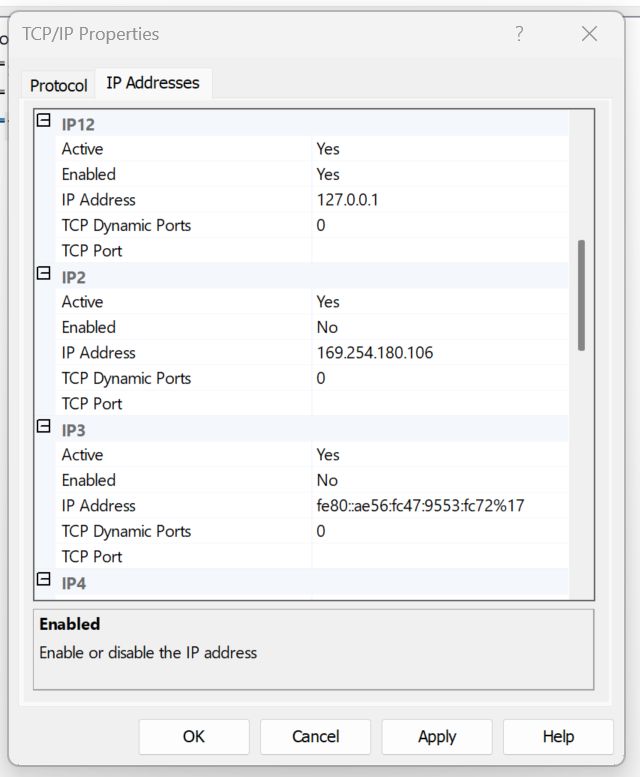 TCP/IP Properties ?
Protocol IP Addresses
IP12
Active Yes
Enabled Yes
IP Address 127.0.0.1
TCP Dynamic Ports 0
TCP Port
IP2
Active Yes
Enabled No
IP Address 169.254.180.106
TCP Dynamic Ports 0
TCP Port
IP3
Active Yes
Enabled No
IP Address fe80::ae56:fc47:9553:fc72%17
TCP Dynamic Ports 0
TCP Port
IP4
Enabled
Enable or disable the IP address
OK Cancel Apply Help